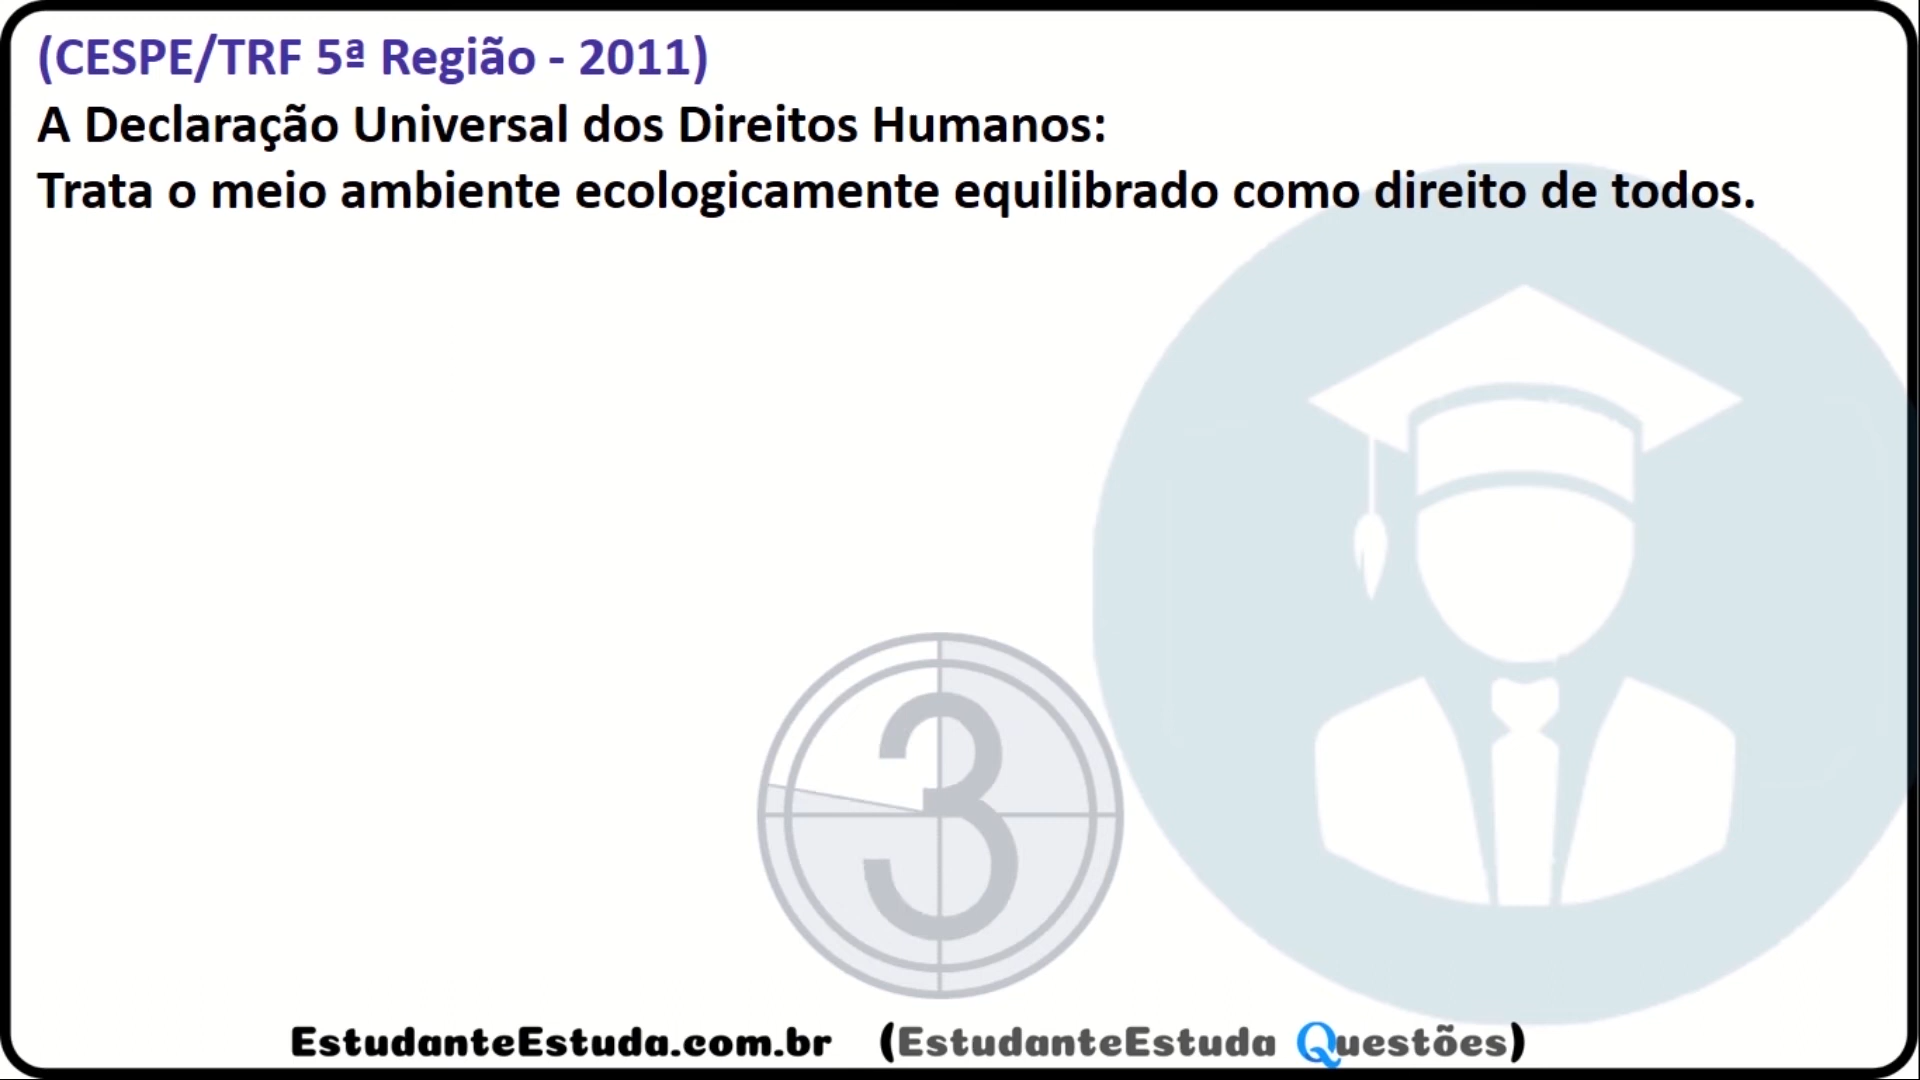 (CESPE/TRF 5ª Região - 2011)
A Declaração Universal dos Direitos Humanos:
Trata o meio ambiente ecologicamente equilibrado como direito de todos.
3
EstudanteEstuda.com.br (EstudanteEstuda Questões)